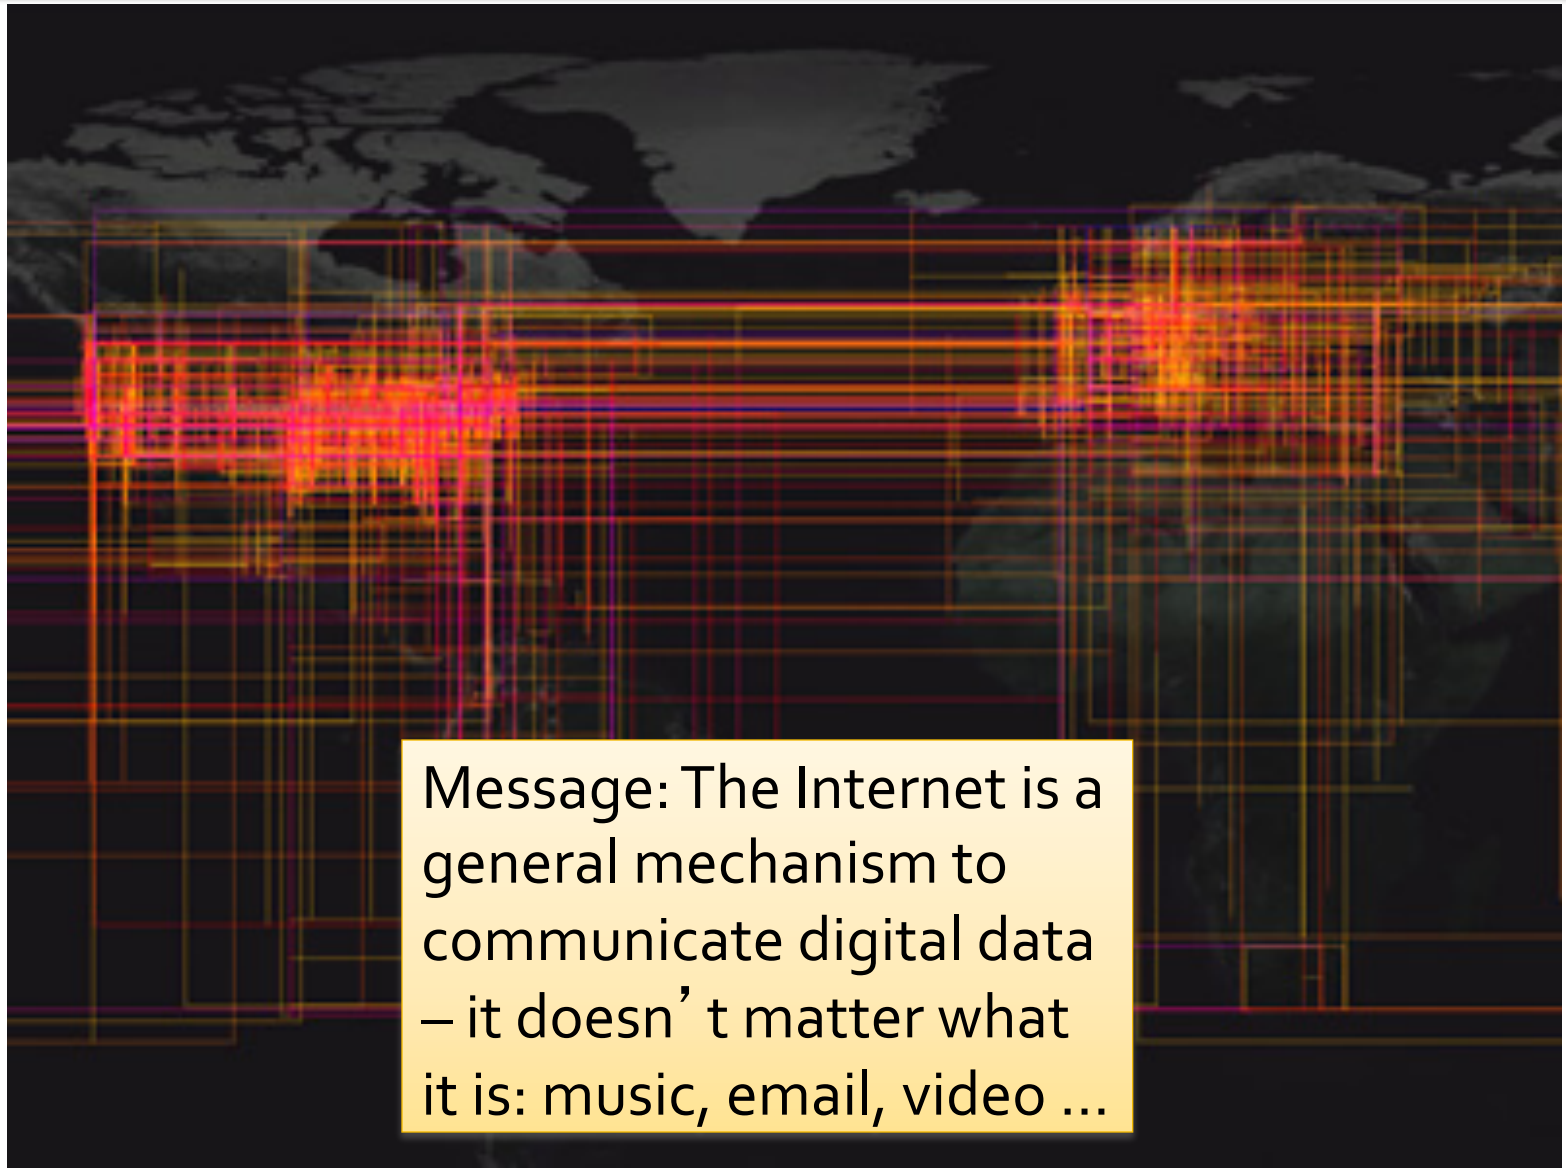 Message: The Internet is a
general mechanism to
communicate digital data
– it doesn’ t matter what
it is: music, email, video …